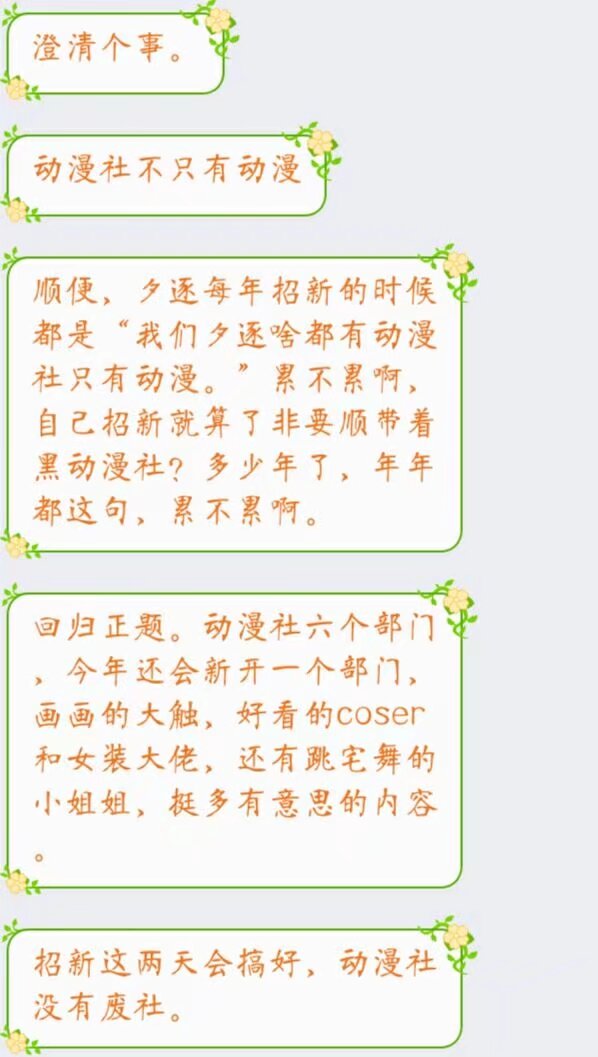 澄清个事。
动漫社不只有动漫
顺便，夕逐每年招新的时候
都是“我们夕逐啥都有动漫
社只有动漫。”累不累啊，
自己招新就算了非要顺带着
黑动漫社？多少年了，年年
都这句，累不累啊。
回归正题。动漫社六个部门
，今年还会新开一个部门，
画画的大触，好看的coser
和女装大佬，还有跳宅舞的
小姐姐，挺多有意思的内容
。
招新这两天会搞好，动漫社
没有废社。